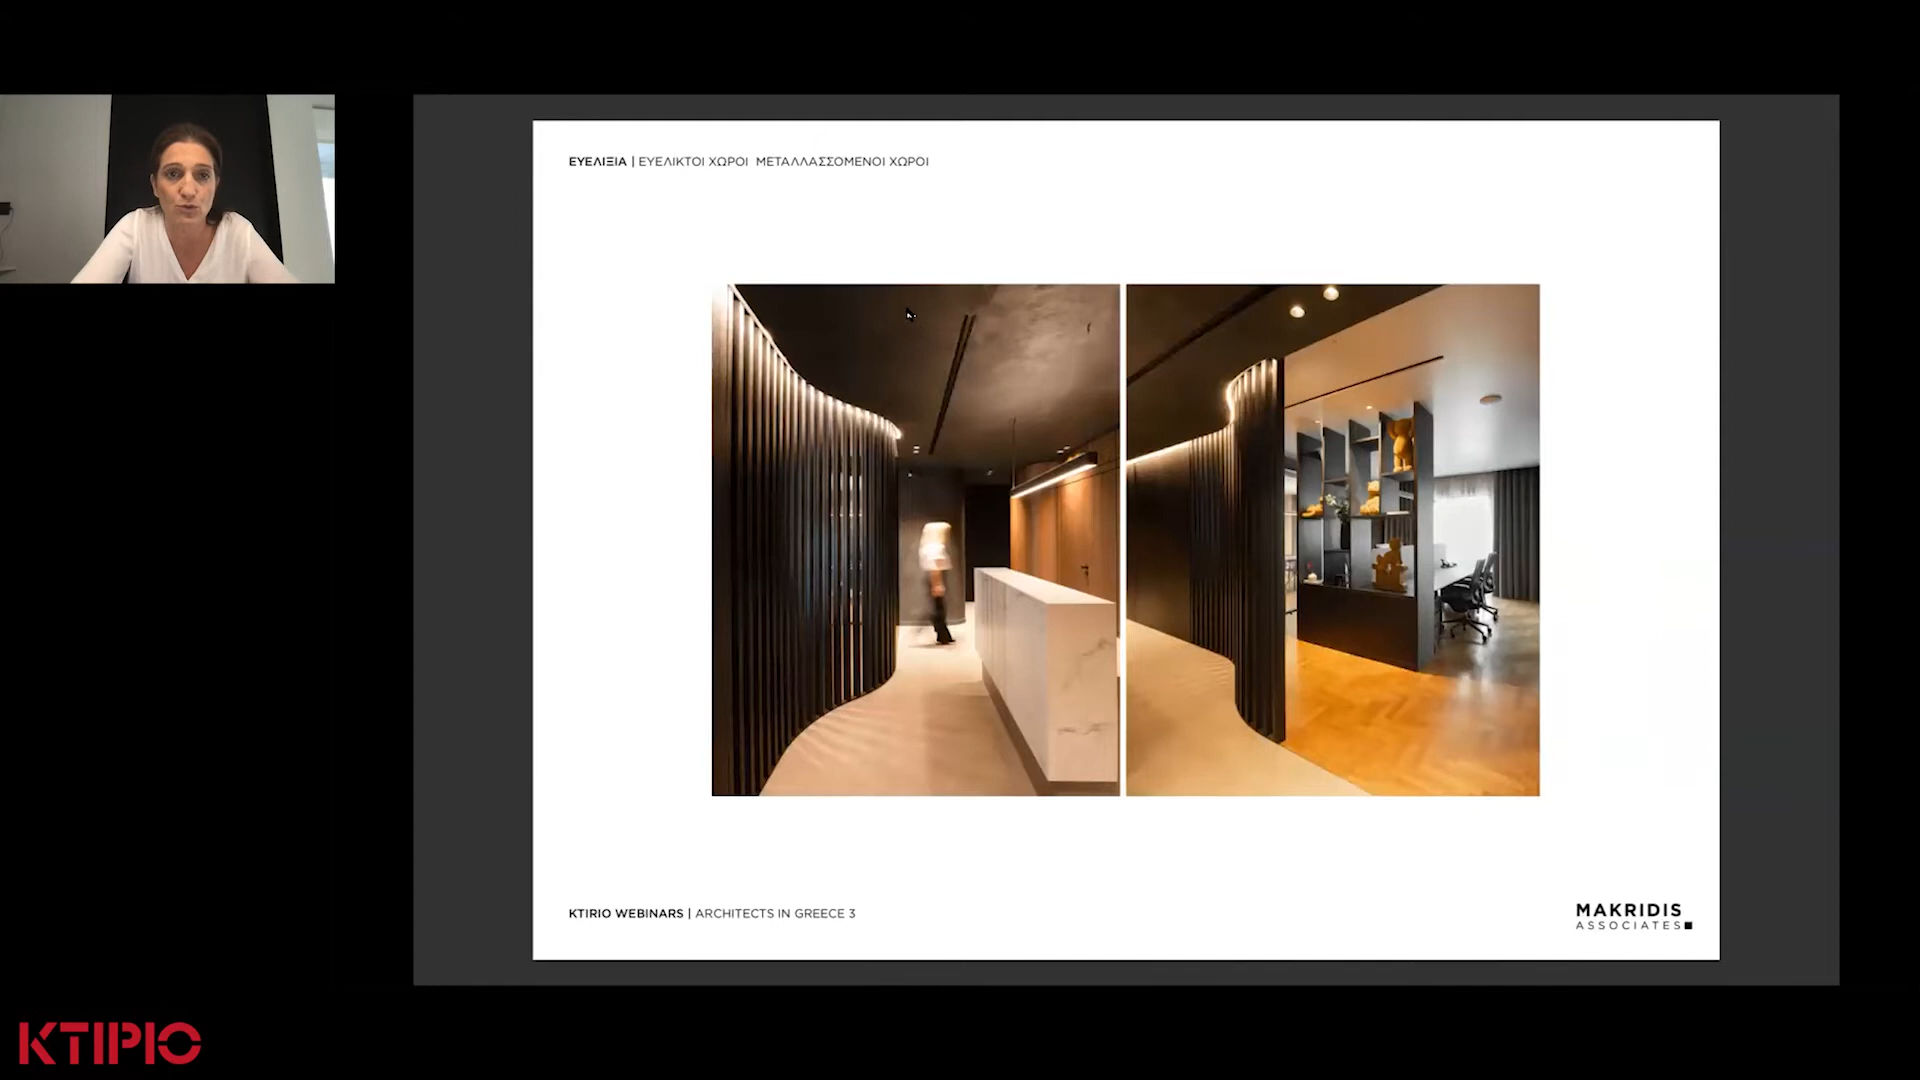 ΕΥΕΛΙΞΙΑ | ΕΥΕΛΙΚΤΟΙ ΧΩΡΟΙ ΜΕΤΑΛΛΑΣΣΟΜΕΝΟΙ ΧΩΡΟΙ
KTIRIO WEBINARS | ARCHITECTS IN GREECE 3
MAKRIDIS
ASSOCIATES
ΚΤΙΡΙΟ